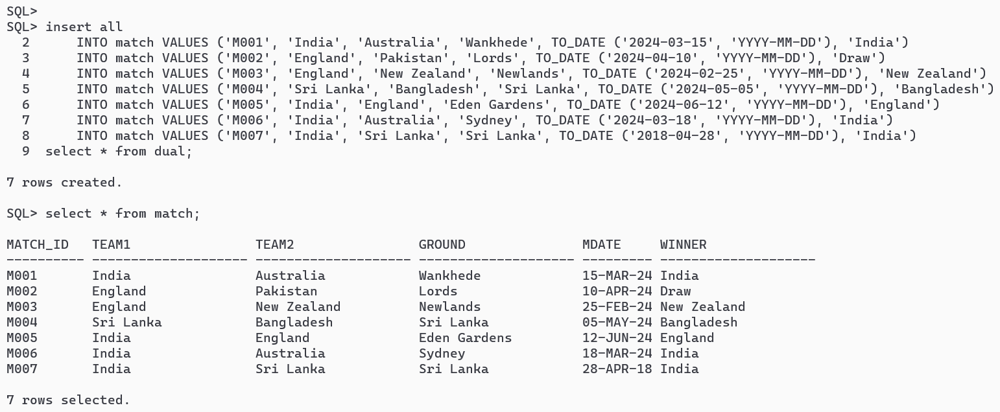 SQL>
SQL> insert all
  2      INTO match VALUES ('M001', 'India', 'Australia', 'Wankhede', TO_DATE ('2024-03-15', 'YYYY-MM-DD'), 'India')
  3      INTO match VALUES ('M002', 'England', 'Pakistan', 'Lords', TO_DATE ('2024-04-10', 'YYYY-MM-DD'), 'Draw')
  4      INTO match VALUES ('M003', 'England', 'New Zealand', 'Newlands', TO_DATE ('2024-02-25', 'YYYY-MM-DD'), 'New Zealand')
  5      INTO match VALUES ('M004', 'Sri Lanka', 'Bangladesh', 'Sri Lanka', TO_DATE ('2024-05-05', 'YYYY-MM-DD'), 'Bangladesh')
  6      INTO match VALUES ('M005', 'India', 'England', 'Eden Gardens', TO_DATE ('2024-06-12', 'YYYY-MM-DD'), 'England')
  7      INTO match VALUES ('M006', 'India', 'Australia', 'Sydney', TO_DATE ('2024-03-18', 'YYYY-MM-DD'), 'India')
  8      INTO match VALUES ('M007', 'India', 'Sri Lanka', 'Sri Lanka', TO_DATE ('2018-04-28', 'YYYY-MM-DD'), 'India')
  9  select * from dual;

7 rows created.

SQL> select * from match;

MATCH_ID   TEAM1                TEAM2                GROUND               MDATE     WINNER
---------- -------------------- -------------------- -------------------- --------- --------------------
M001       India                Australia            Wankhede             15-MAR-24 India
M002       England              Pakistan             Lords                10-APR-24 Draw
M003       England              New Zealand          Newlands             25-FEB-24 New Zealand
M004       Sri Lanka            Bangladesh           Sri Lanka            05-MAY-24 Bangladesh
M005       India                England              Eden Gardens         12-JUN-24 England
M006       India                Australia            Sydney               18-MAR-24 India
M007       India                Sri Lanka            Sri Lanka            28-APR-18 India

7 rows selected.